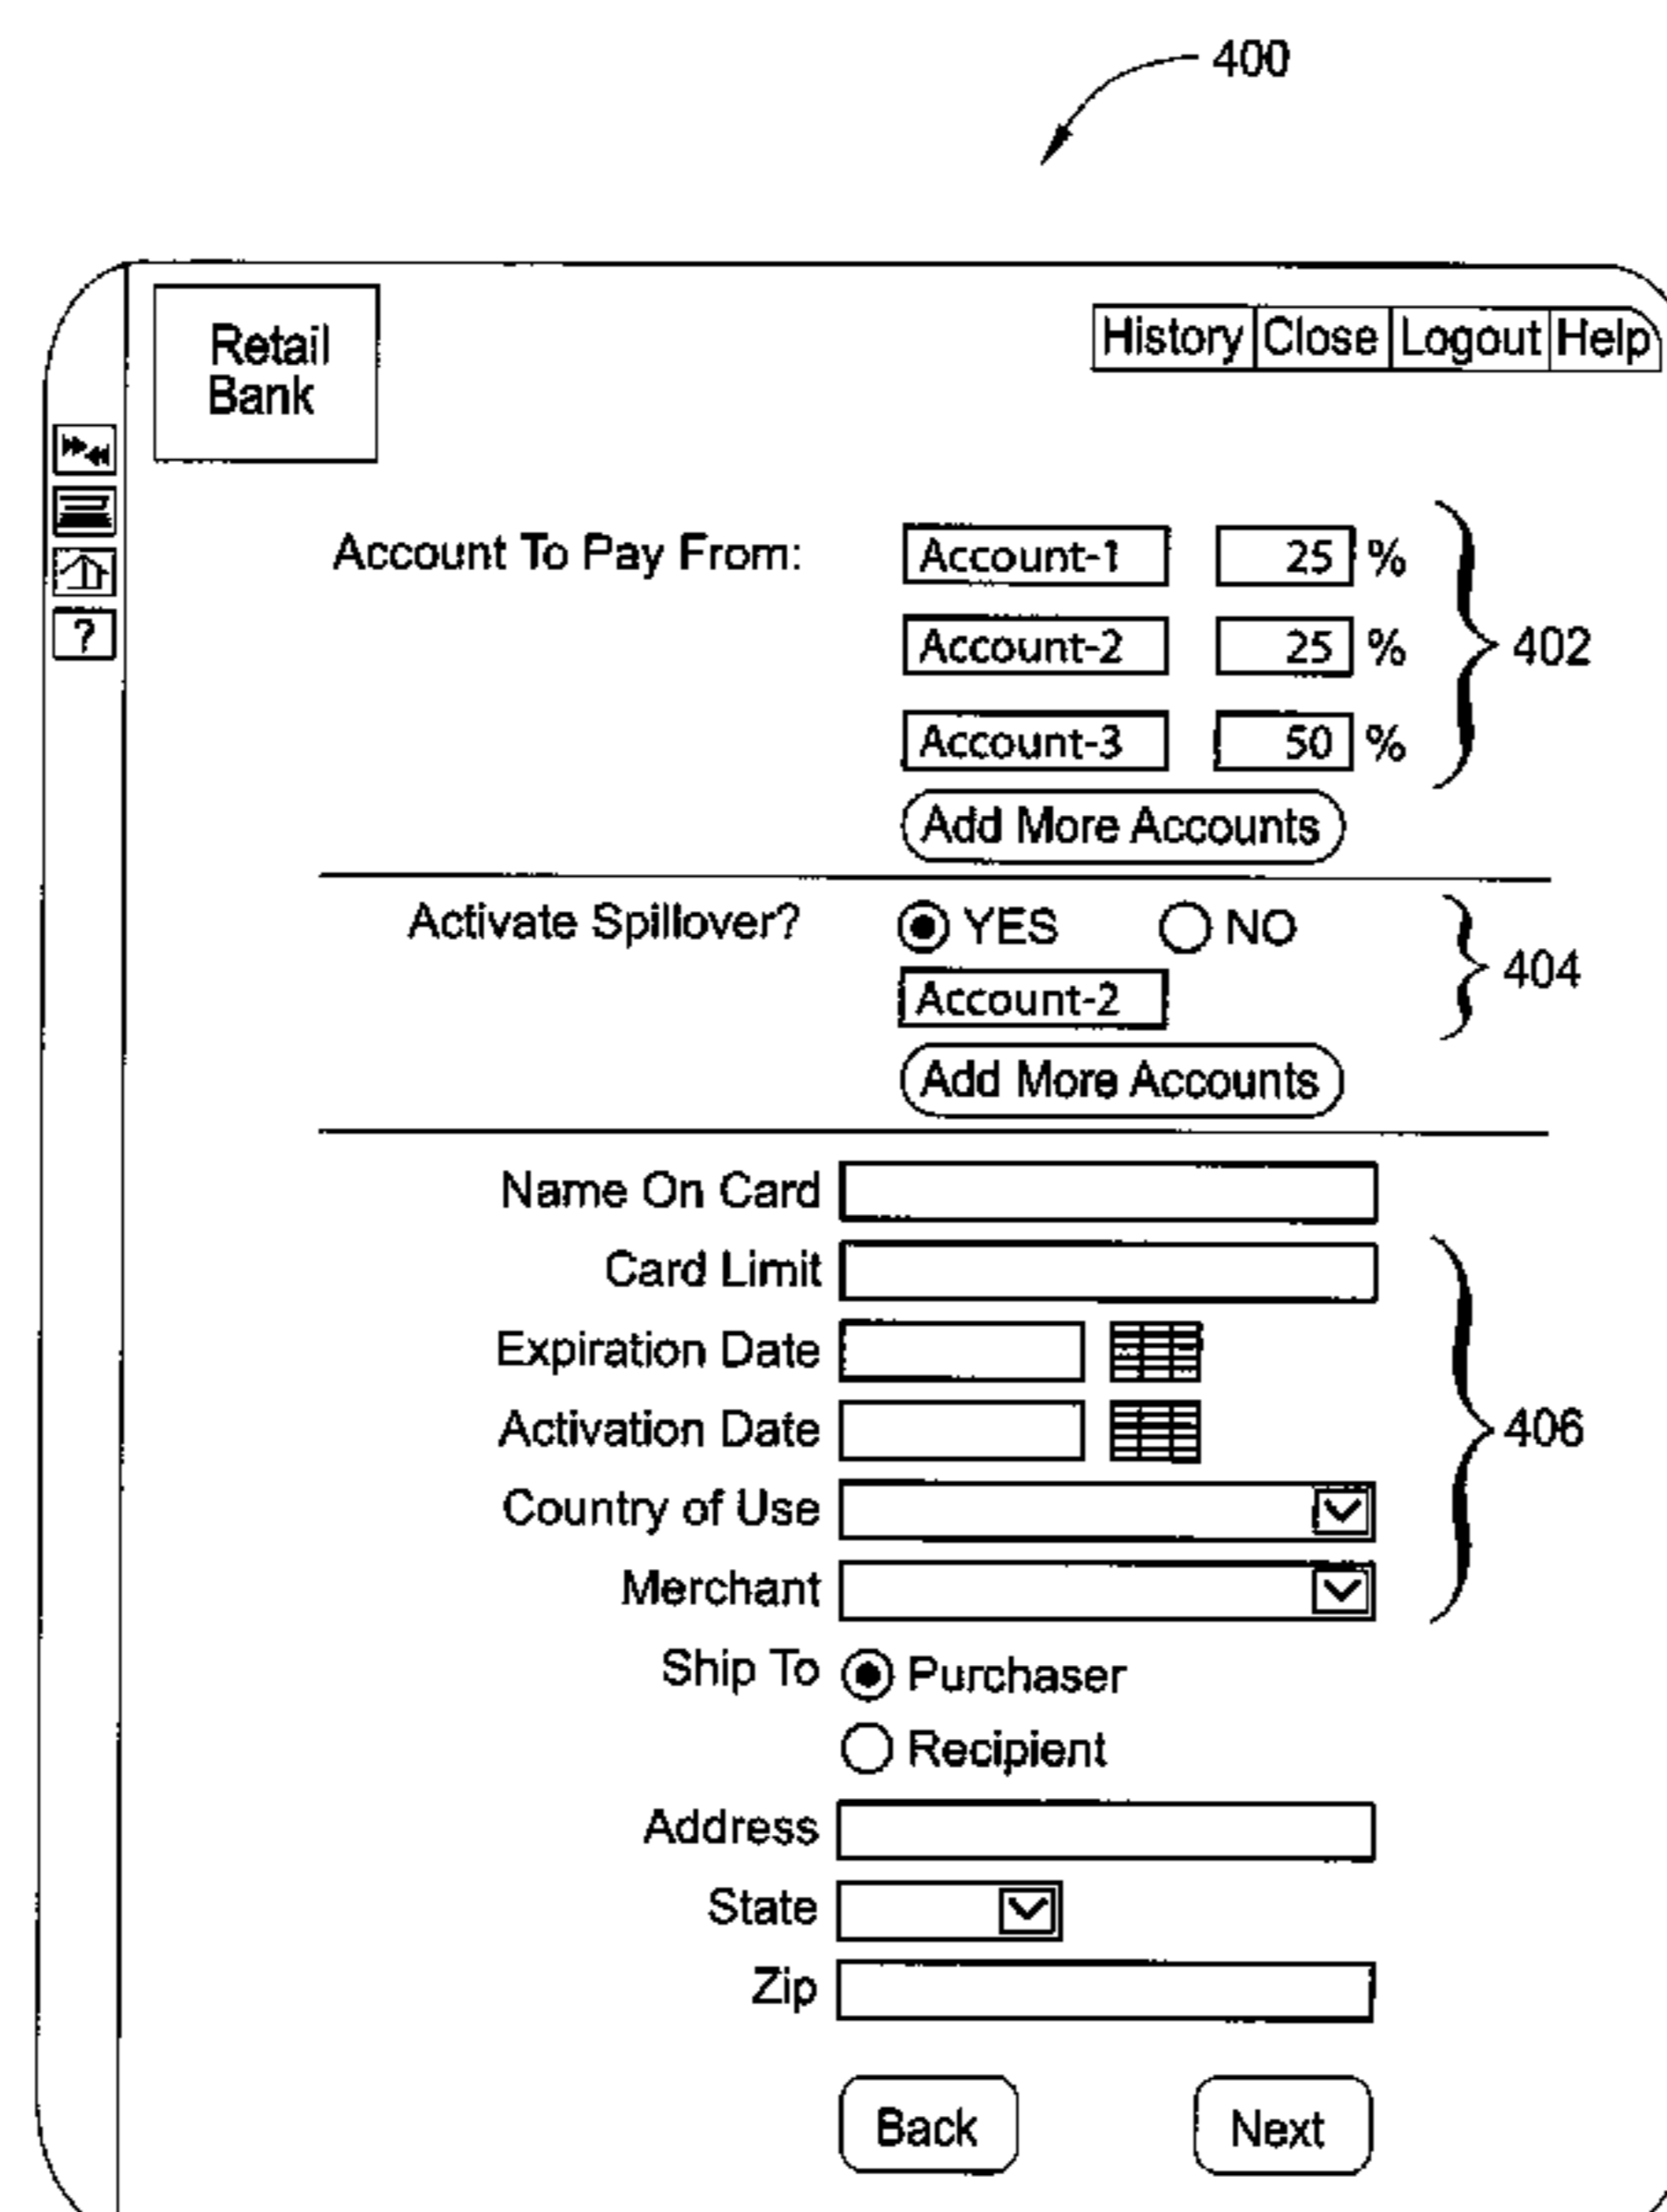 400
Retail
Bank
History Close Logout Help
?
Account To Pay From: Account-1 25 %
Account-2 25 % 402
Account-3 50 %
Add More Accounts
Activate Spillover? YES NO
404
Account-2
Add More Accounts
Name On Card
Card Limit
Expiration Date
Activation Date 406
Country of Use
Merchant
Ship To Purchaser
Recipient
Address
State
Zip
Back Next